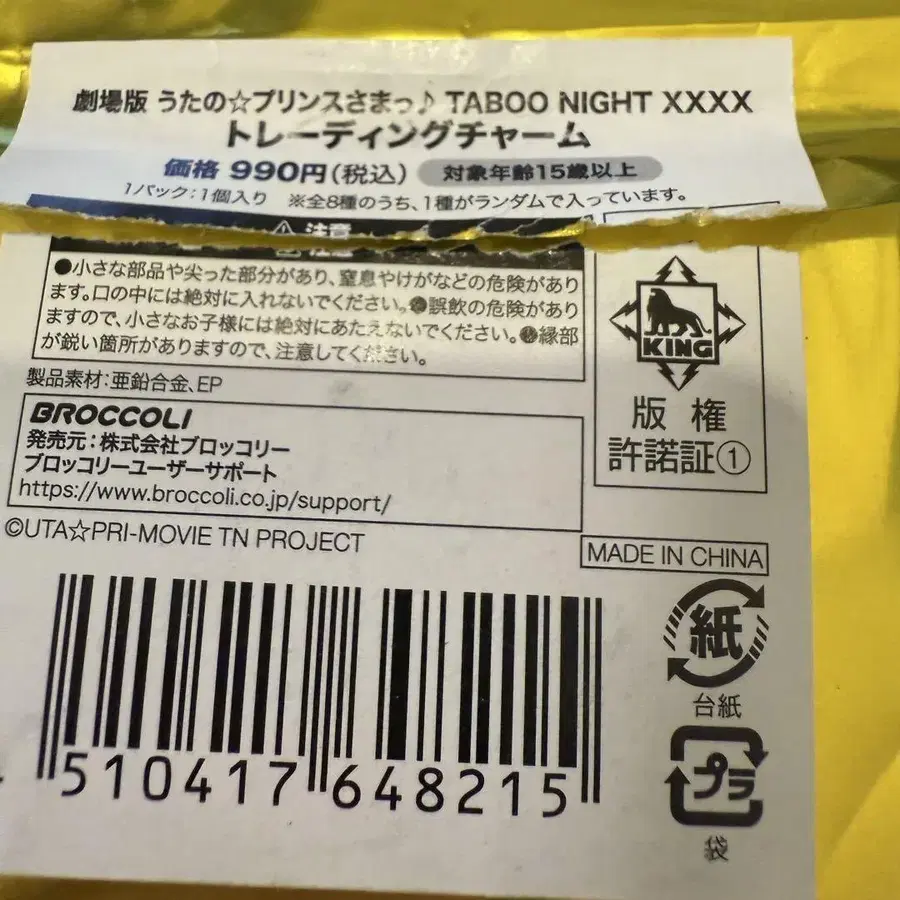 劇場版 うたの☆プリンスさまっ♪ TABOO NIGHT XXXX
トレーディングチャーム
価格 990円(税込) 対象年齢15歳以上
1パック:1個入り ※全8種のうち、1種がランダムで入っています。
注意
●小さな部品や尖った部分があり、窒息やけがなどの危険があり
ます。口の中には絶対に入れないでください。●誤飲の危険があり
ますので、小さなお子様には絶対にあたえないでください。●縁部
が鋭い箇所がありますので、注意してください。
製品素材:亜鉛合金、EP
BROCCOLI
発売元:株式会社ブロッコリー
ブロッコリーユーザーサポート
https://www.broccoli.co.jp/support/
©UTA☆PRI-MOVIE TN PROJECT
KING
版権
許諾証①
MADE IN CHINA
紙
台紙
プラ
袋
510417 648215